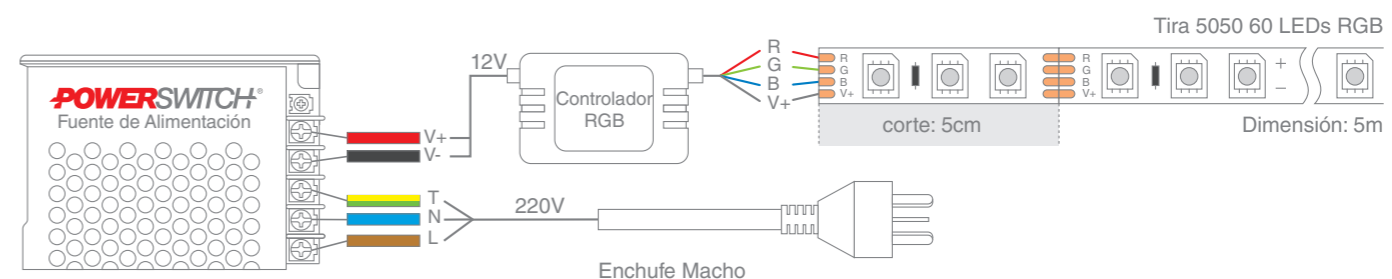 Tira 5050 60 LEDs RGB
POWERSWITCH®
Fuente de Alimentación
V+
V-
T
N
L
12V
Controlador
RGB
R
G
B
V+
R
G
B
V+
R
G
B
V+
+
−
corte: 5cm
Dimensión: 5m
220V
Enchufe Macho